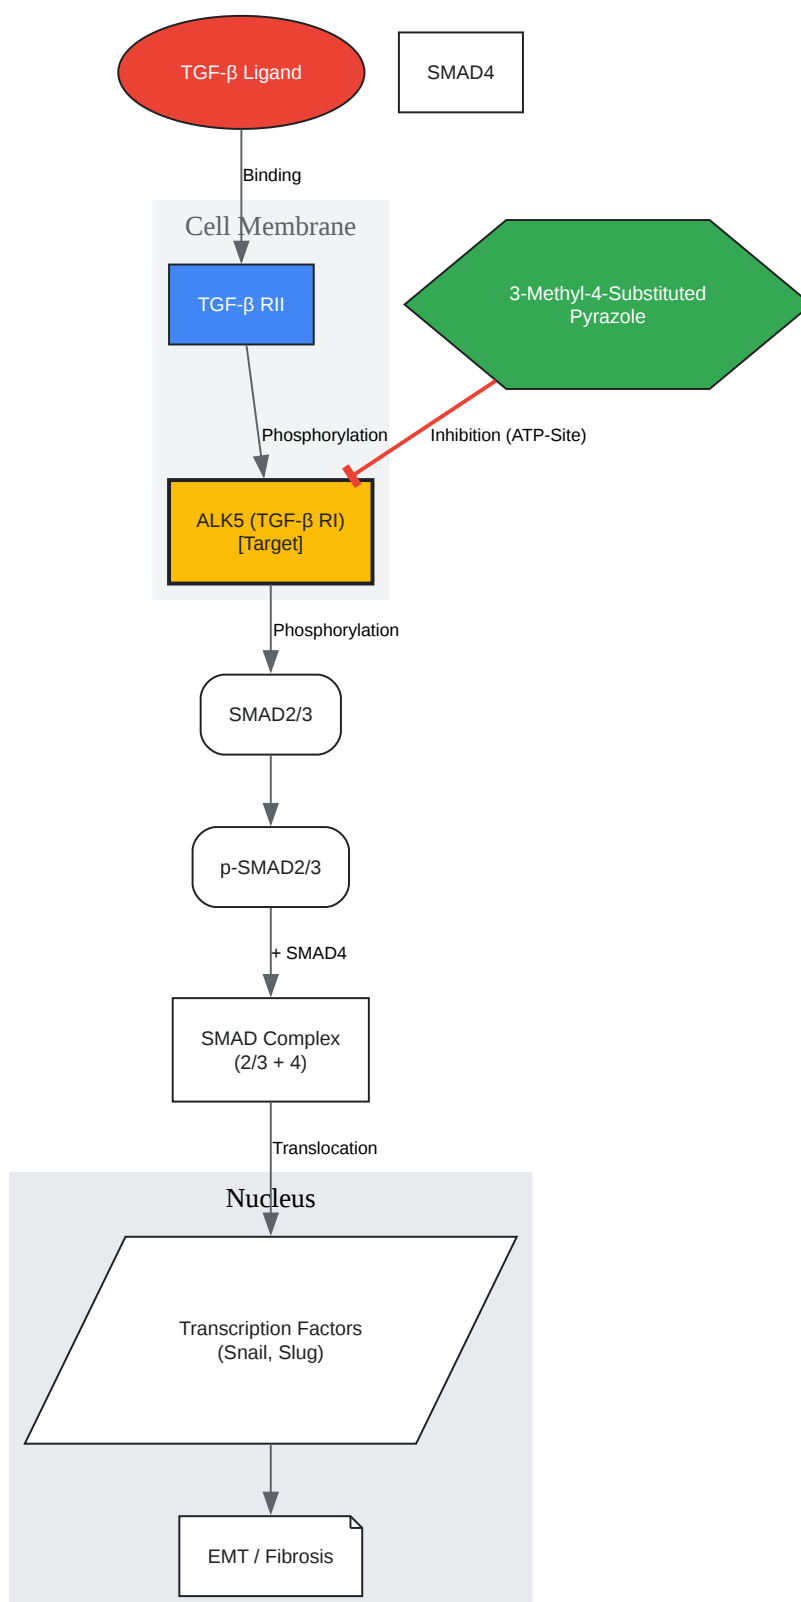 TGF-β Ligand
SMAD4
Binding
Cell Membrane
TGF-β RII
3-Methyl-4-Substituted
Pyrazole
Phosphorylation
Inhibition (ATP-Site)
ALK5 (TGF-β RI)
[Target]
Phosphorylation
SMAD2/3
p-SMAD2/3
+ SMAD4
SMAD Complex
(2/3 + 4)
Translocation
Nucleus
Transcription Factors
(Snail, Slug)
EMT / Fibrosis